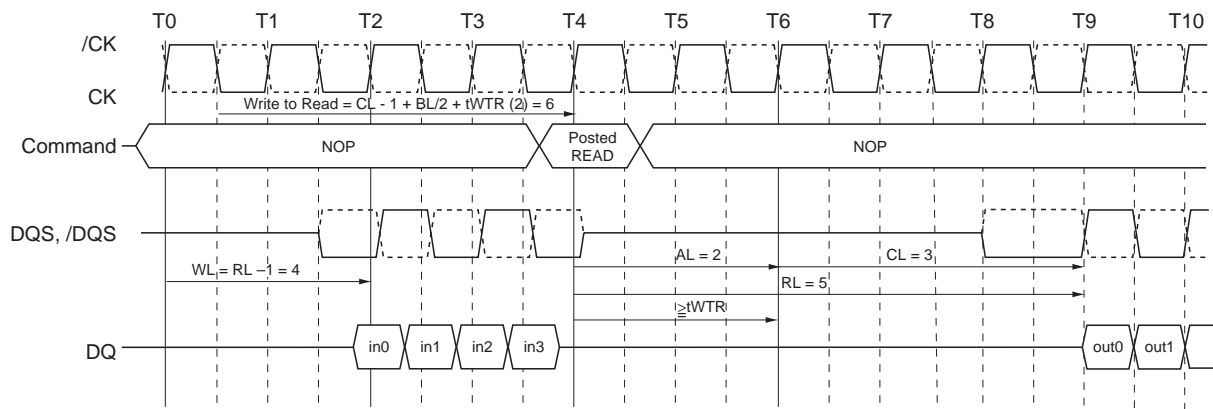 T0 T1 T2 T3 T4 T5 T6 T7 T8 T9 T10
/CK
CK
Write to Read = CL - 1 + BL/2 + tWTR (2) = 6
Command
NOP
Posted
READ
NOP
DQS, /DQS
AL = 2
CL = 3
WL = RL –1 = 4
RL = 5
≧tWTR
DQ
in0 in1 in2 in3
out0 out1